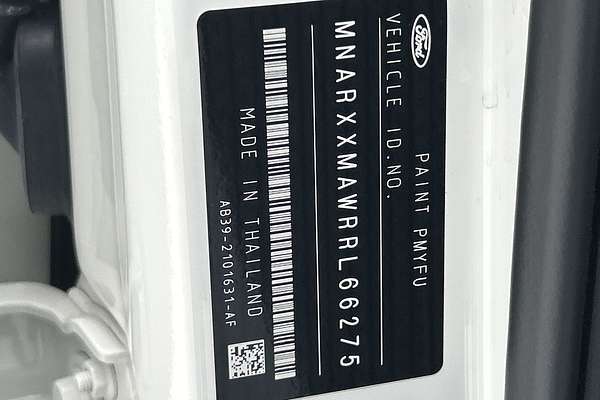 Ford
PAINT PMYFU
VEHICLE ID.NO.
MNARXXMAWRRL66275
MADE IN THAILAND
AB39-2101631-AF